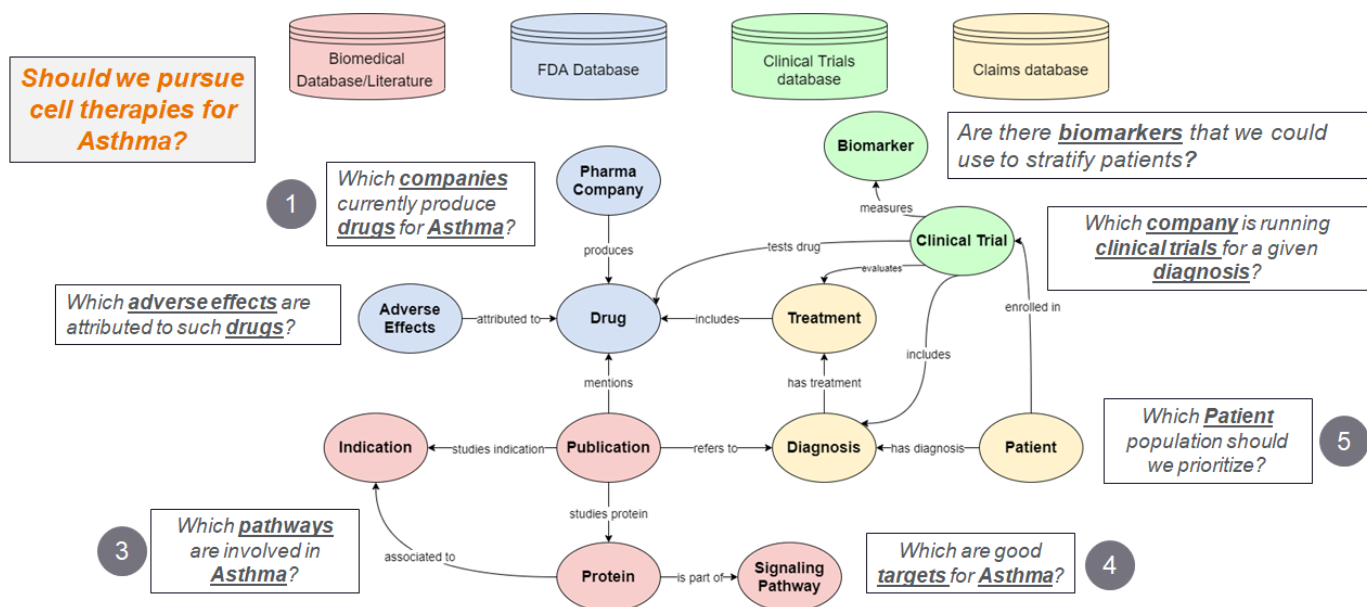 Biomedical
Database/Literature
FDA Database
Clinical Trials
database
Claims database
Should we pursue
cell therapies for
Asthma?
Are there biomarkers that we could
use to stratify patients?
Biomarker
1
Which companies
currently produce
drugs for Asthma?
Pharma
Company
measures
Clinical Trial
Which company is running
clinical trials for a given
diagnosis?
produces
tests drug
evaluates
enrolled in
Which adverse effects are
attributed to such drugs?
Adverse
Effects
attributed to
Drug
includes
Treatment
includes
mentions
has treatment
Indication
studies indication
Publication
refers to
Diagnosis
has diagnosis
Patient
Which Patient
population should
we prioritize?
5
studies protein
3
Which pathways
are involved in
Asthma?
associated to
Protein
is part of
Signaling
Pathway
Which are good
targets for Asthma?
4